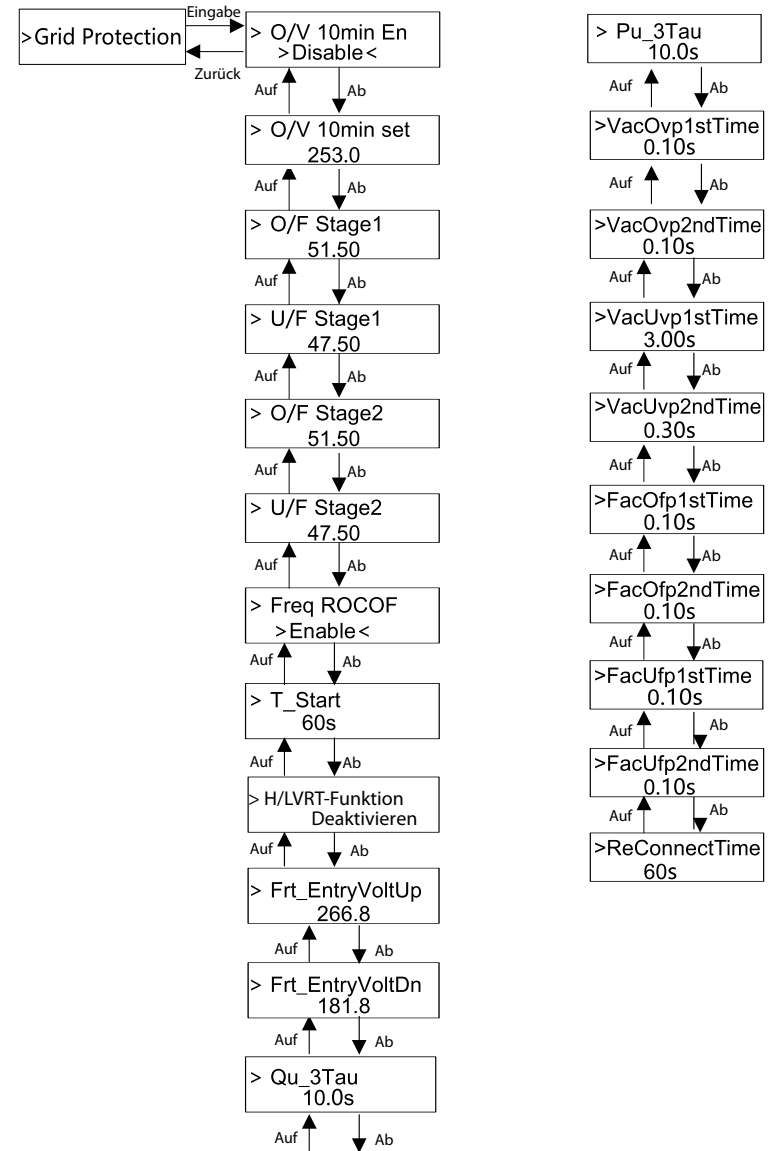 >Grid Protection
Eingabe
Zurück
> O/V 10min En
>Disable<
Auf
Ab
> O/V 10min set
253.0
Auf
Ab
> O/F Stage1
51.50
Auf
Ab
> U/F Stage1
47.50
Auf
Ab
> O/F Stage2
51.50
Auf
Ab
> U/F Stage2
47.50
Auf
Ab
> Freq ROCOF
>Enable<
Auf
Ab
> T_Start
60s
Auf
Ab
> H/LVRT-Funktion
Deaktivieren
Auf
Ab
> Frt_EntryVoltUp
266.8
Auf
Ab
> Frt_EntryVoltDn
181.8
Auf
Ab
> Qu_3Tau
10.0s
Auf
Ab
> Pu_3Tau
10.0s
Auf
Ab
>VacOvp1stTime
0.10s
Auf
Ab
>VacOvp2ndTime
0.10s
Auf
Ab
>VacUvp1stTime
3.00s
Auf
Ab
>VacUvp2ndTime
0.30s
Auf
Ab
>FacOfp1stTime
0.10s
Auf
Ab
>FacOfp2ndTime
0.10s
Auf
Ab
>FacUfp1stTime
0.10s
Auf
Ab
>FacUfp2ndTime
0.10s
Auf
Ab
>ReConnectTime
60s